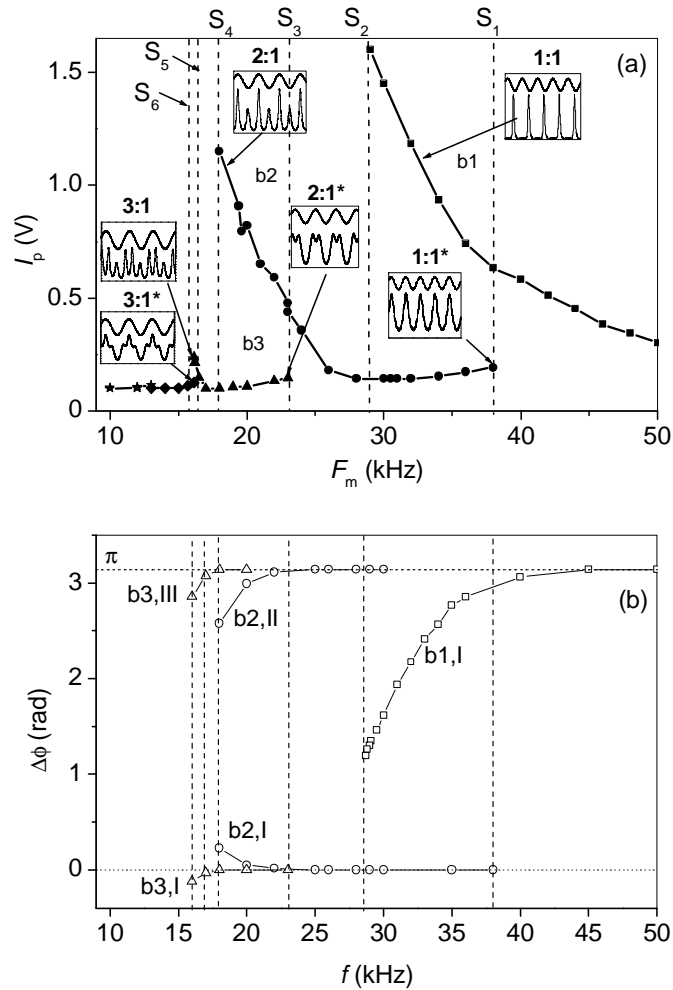 S4 S3 S2 S1
S5
S6
(a)
1.5
1.0
0.5
0
Ip (V)
2:1
1:1
b1
b2
2:1*
3:1
1:1*
3:1*
b3
10 20 30 40 50
Fm (kHz)
π
(b)
3
2
1
0
Δϕ (rad)
b3,III
b2,II
b1,I
b2,I
b3,I
10 15 20 25 30 35 40 45 50
f (kHz)